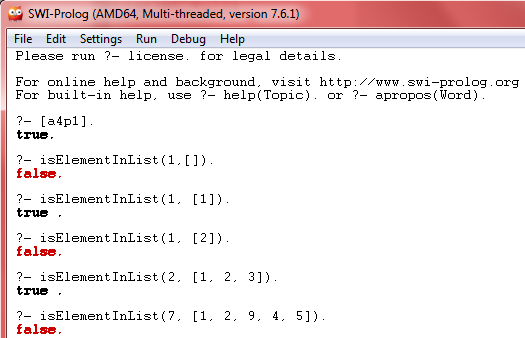 SWI-Prolog (AMD64, Multi-threaded, version 7.6.1)
File Edit Settings Run Debug Help
Please run ?- license. for legal details.
For online help and background, visit http://www.swi-prolog.org
For built-in help, use ?- help(Topic). or ?- apropos(Word).
?- [a4p1].
true.
?- isElementInList(1,[]).
false.
?- isElementInList(1, [1]).
true .
?- isElementInList(1, [2]).
false.
?- isElementInList(2, [1, 2, 3]).
true .
?- isElementInList(7, [1, 2, 9, 4, 5]).
false.